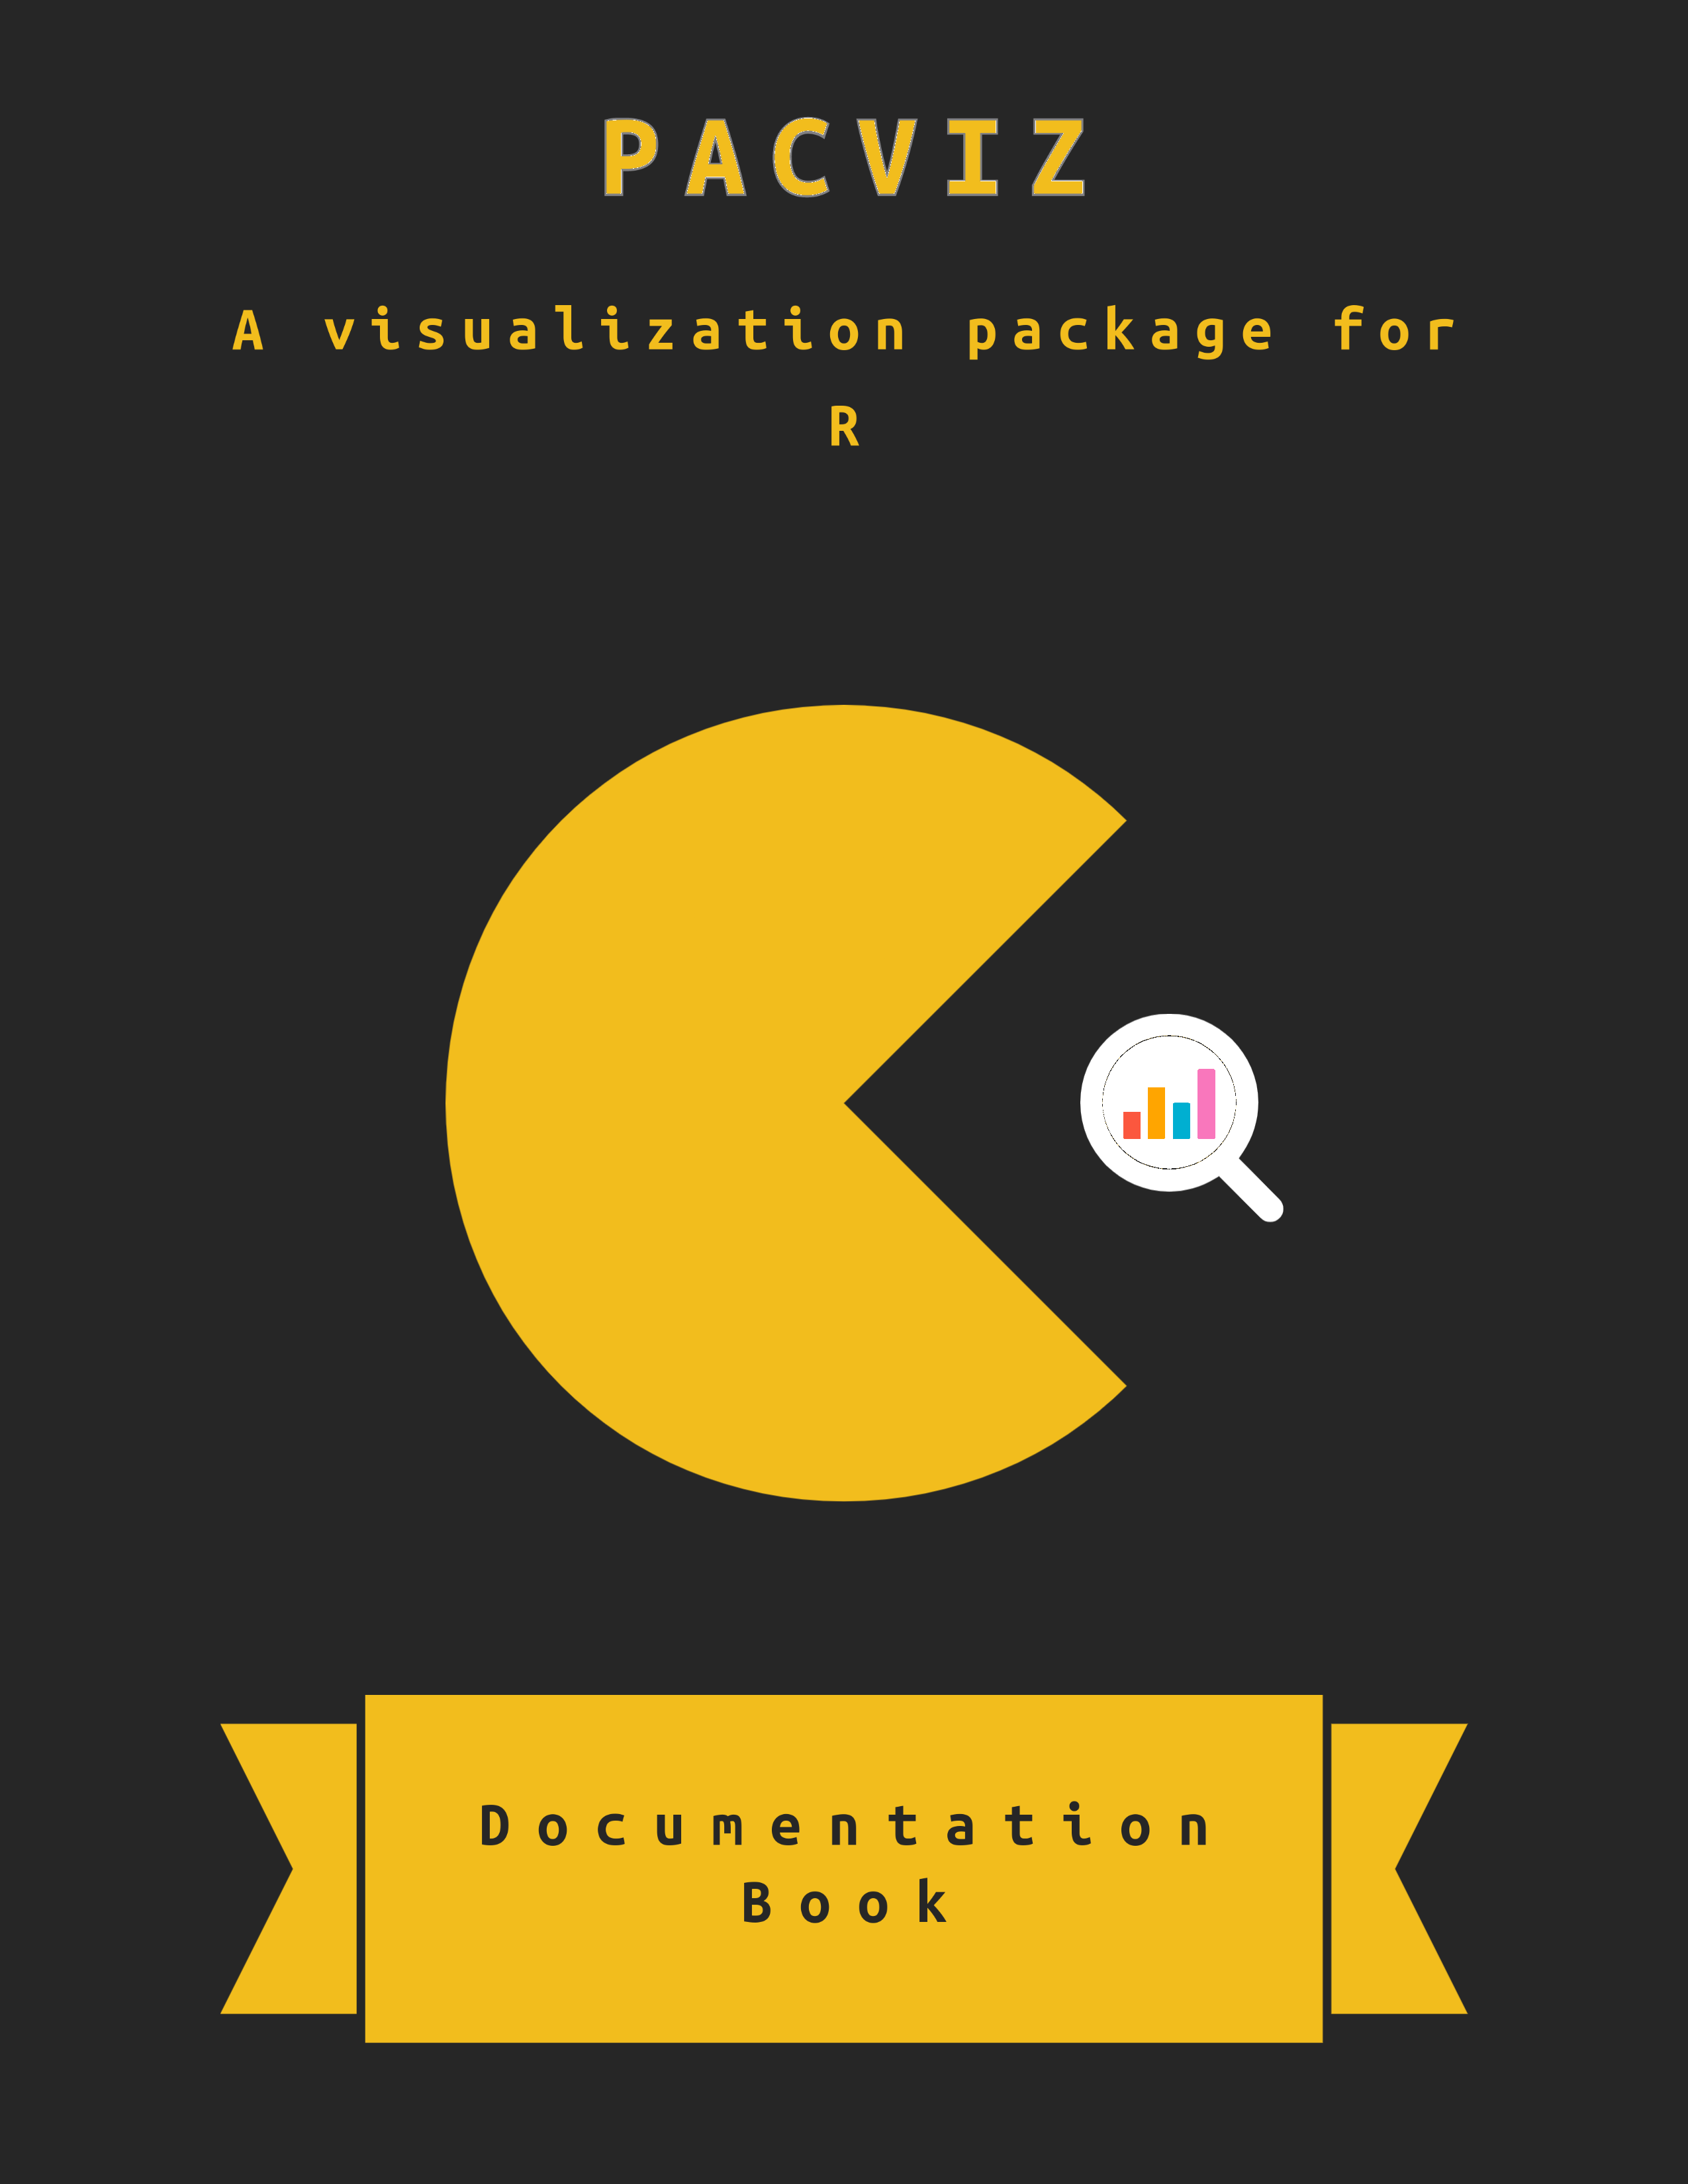 PACVIZ
A visualization package for
R
Documentation
Book